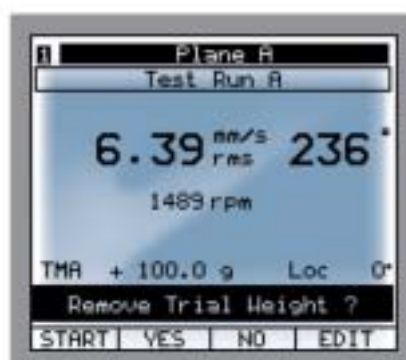 1 Plane A
Test Run A
6.39 mm/s rms 236°
1489 rpm
TMA + 100.0 g Loc 0°
Remove Trial Weight ?
START YES NO EDIT